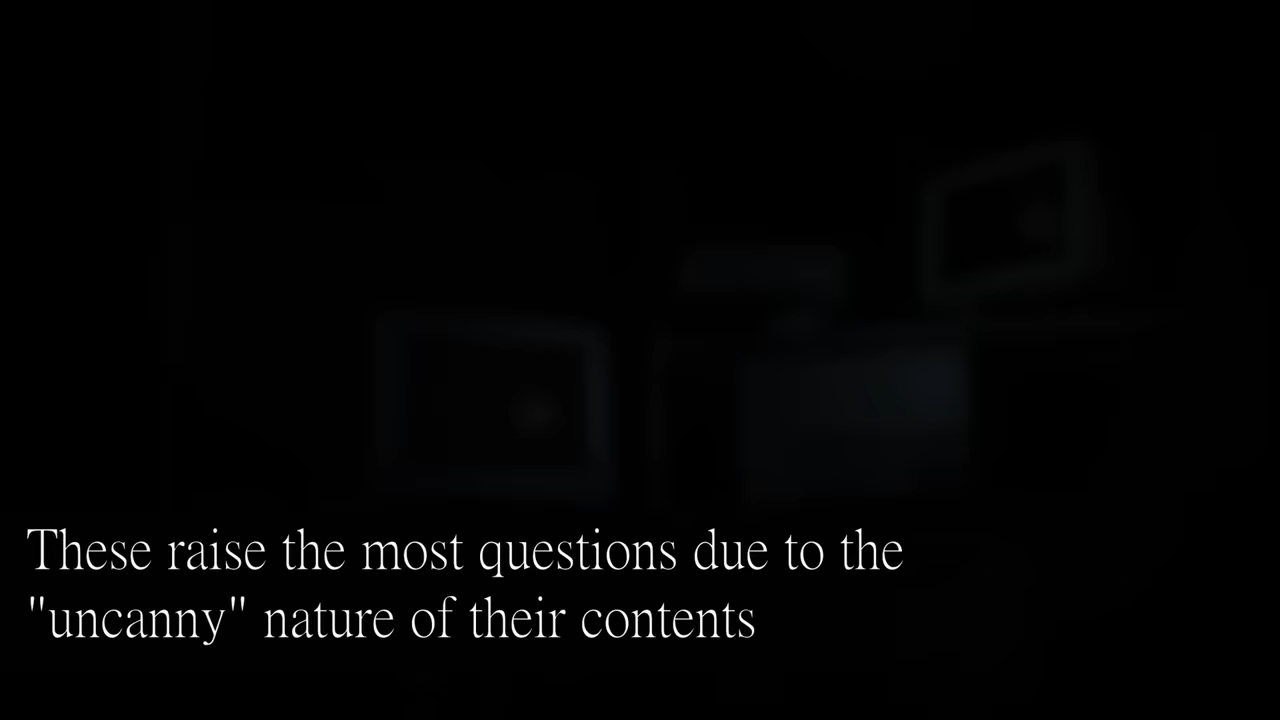 These raise the most questions due to the
"uncanny" nature of their contents